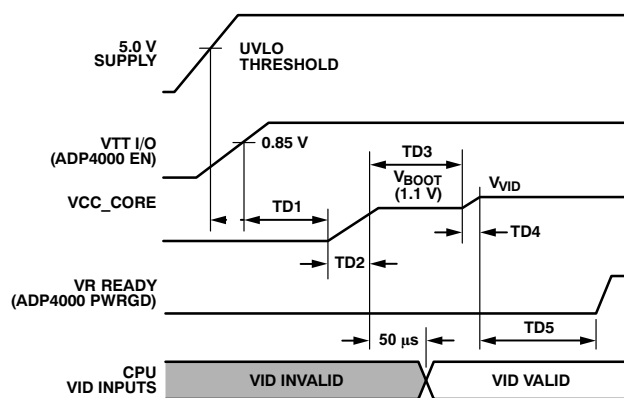 5.0 V
SUPPLY
UVLO
THRESHOLD
VTT I/O
(ADP4000 EN)
0.85 V
TD3
VBOOT
(1.1 V)
VVID
VCC_CORE
TD1
TD4
TD2
VR READY
(ADP4000 PWRGD)
50 µs
TD5
CPU
VID INPUTS
VID INVALID
VID VALID